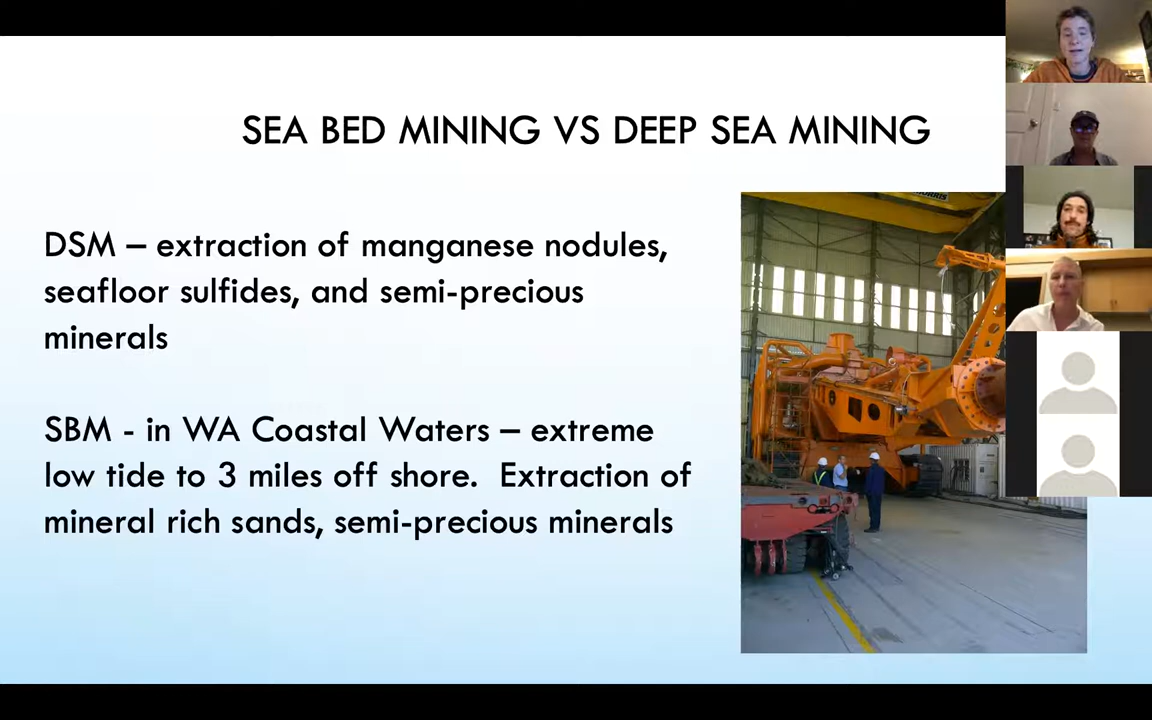 SEA BED MINING VS DEEP SEA MINING
DSM – extraction of manganese nodules,
seafloor sulfides, and semi-precious
minerals
SBM - in WA Coastal Waters – extreme
low tide to 3 miles off shore.  Extraction of
mineral rich sands, semi-precious minerals